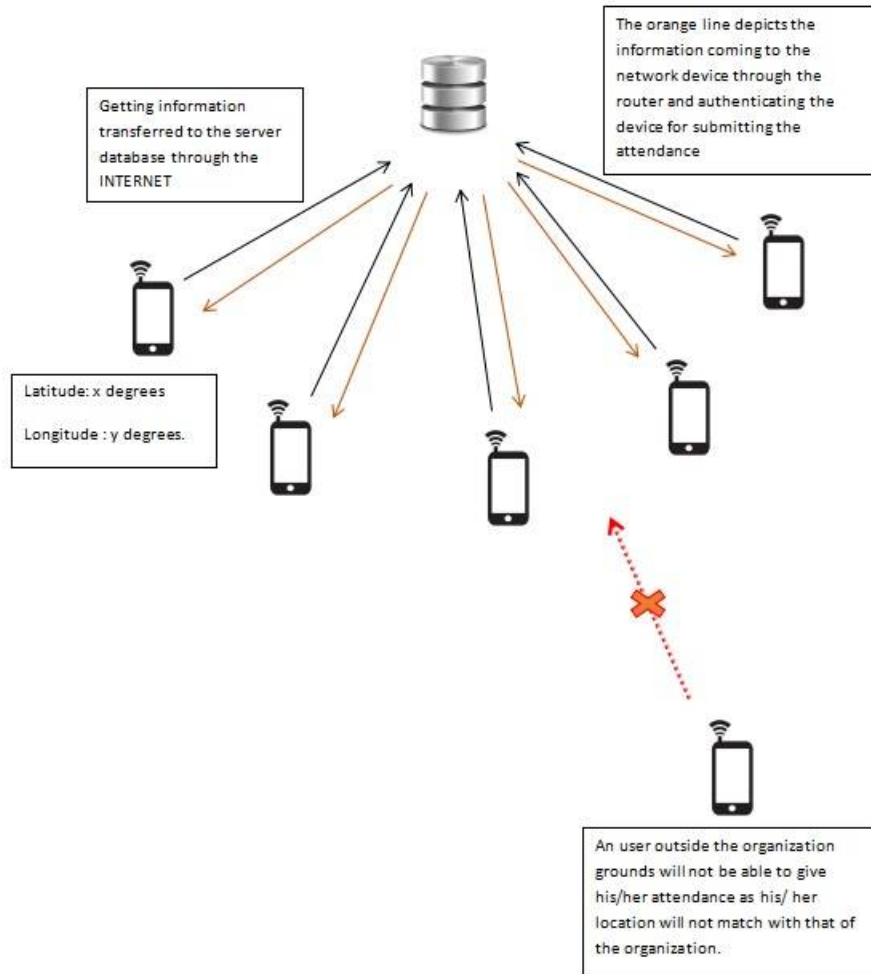 The orange line depicts the
information coming to the
network device through the
router and authenticating the
device for submitting the
attendance
Getting information
transferred to the server
database through the
INTERNET
Latitude: x degrees
Longitude : y degrees.
An user outside the organization
grounds will not be able to give
his/her attendance as his/ her
location will not match with that of
the organization.